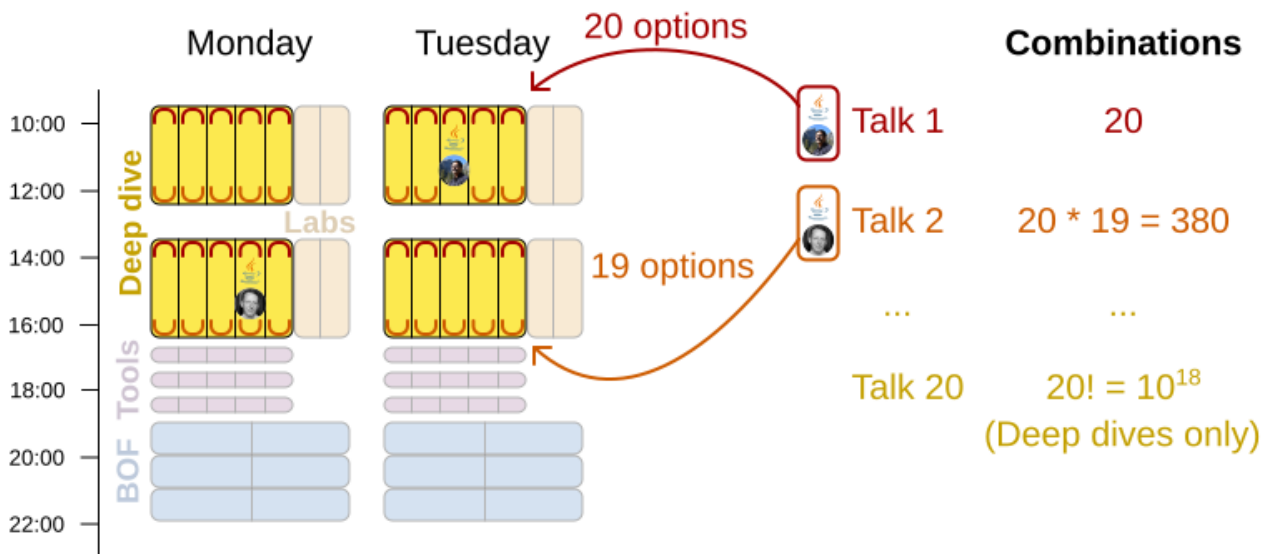 Monday
Tuesday
20 options
Combinations
10:00
12:00
14:00
16:00
18:00
20:00
22:00
Deep dive
Labs
Tools
BOF
19 options
Talk 1
20
Talk 2
20 * 19 = 380
...
...
Talk 20
20! = 10¹⁸
(Deep dives only)